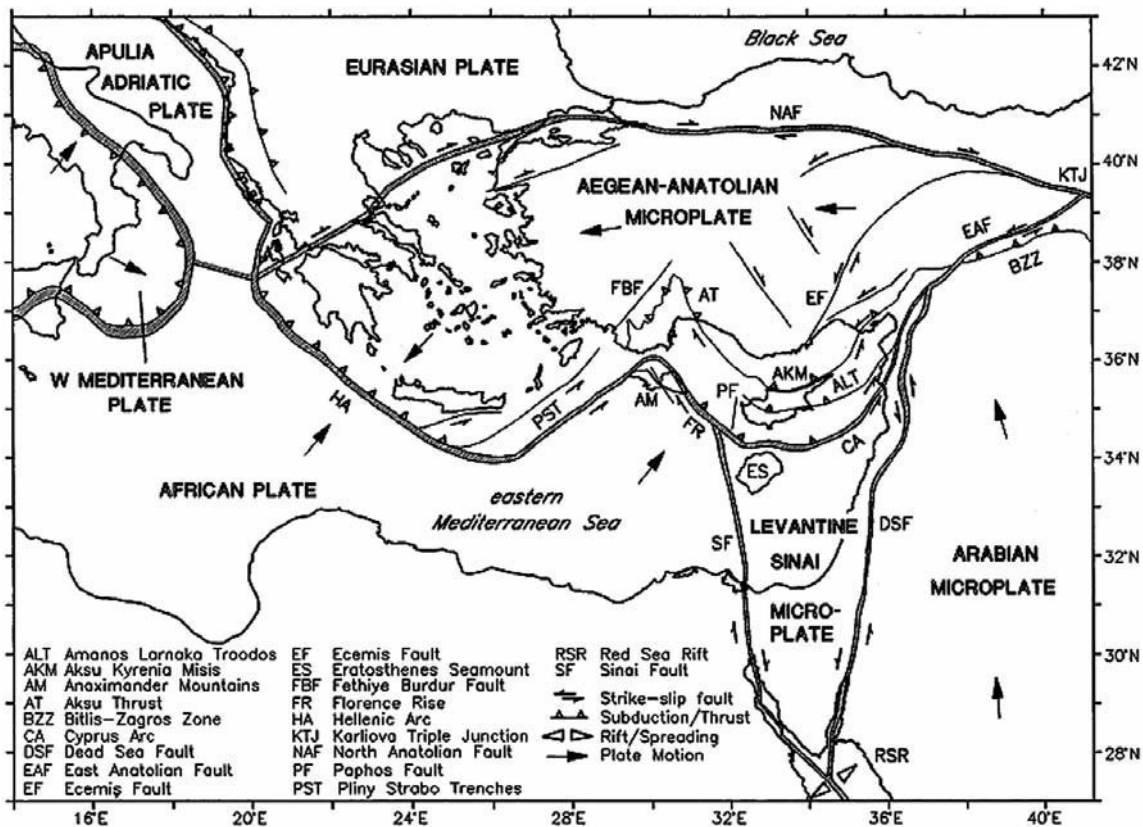 Black Sea
42°N
APULIA
ADRIATIC
PLATE
EURASIAN PLATE
NAF
40°N
KTJ
AEGEAN-ANATOLIAN
MICROPLATE
EAF
BZZ
38°N
FBF
AT
EF
36°N
W MEDITERRANEAN
PLATE
HA
PST
AM
FR
PF
AKM
ALT
CA
34°N
AFRICAN PLATE
eastern
Mediterranean Sea
ES
LEVANTINE
SINAI
MICRO-
PLATE
SF
DSF
ARABIAN
MICROPLATE
32°N
30°N
28°N
RSR
ALT Amanos Larnaka Troodos
AKM Aksu Kyrenia Misis
AM Anaximander Mountains
AT Aksu Thrust
BZZ Bitlis-Zagros Zone
CA Cyprus Arc
DSF Dead Sea Fault
EAF East Anatolian Fault
EF Ecemiş Fault
EF Ecemis Fault
ES Eratosthenes Seamount
FBF Fethiye Burdur Fault
FR Florence Rise
HA Hellenic Arc
KTJ Karliova Triple Junction
NAF North Anatolian Fault
PF Paphos Fault
PST Pliny Strabo Trenches
RSR Red Sea Rift
SF Sinai Fault
Strike-slip fault
Subduction/Thrust
Rift/Spreading
Plate Motion
16°E 20°E 24°E 28°E 32°E 36°E 40°E